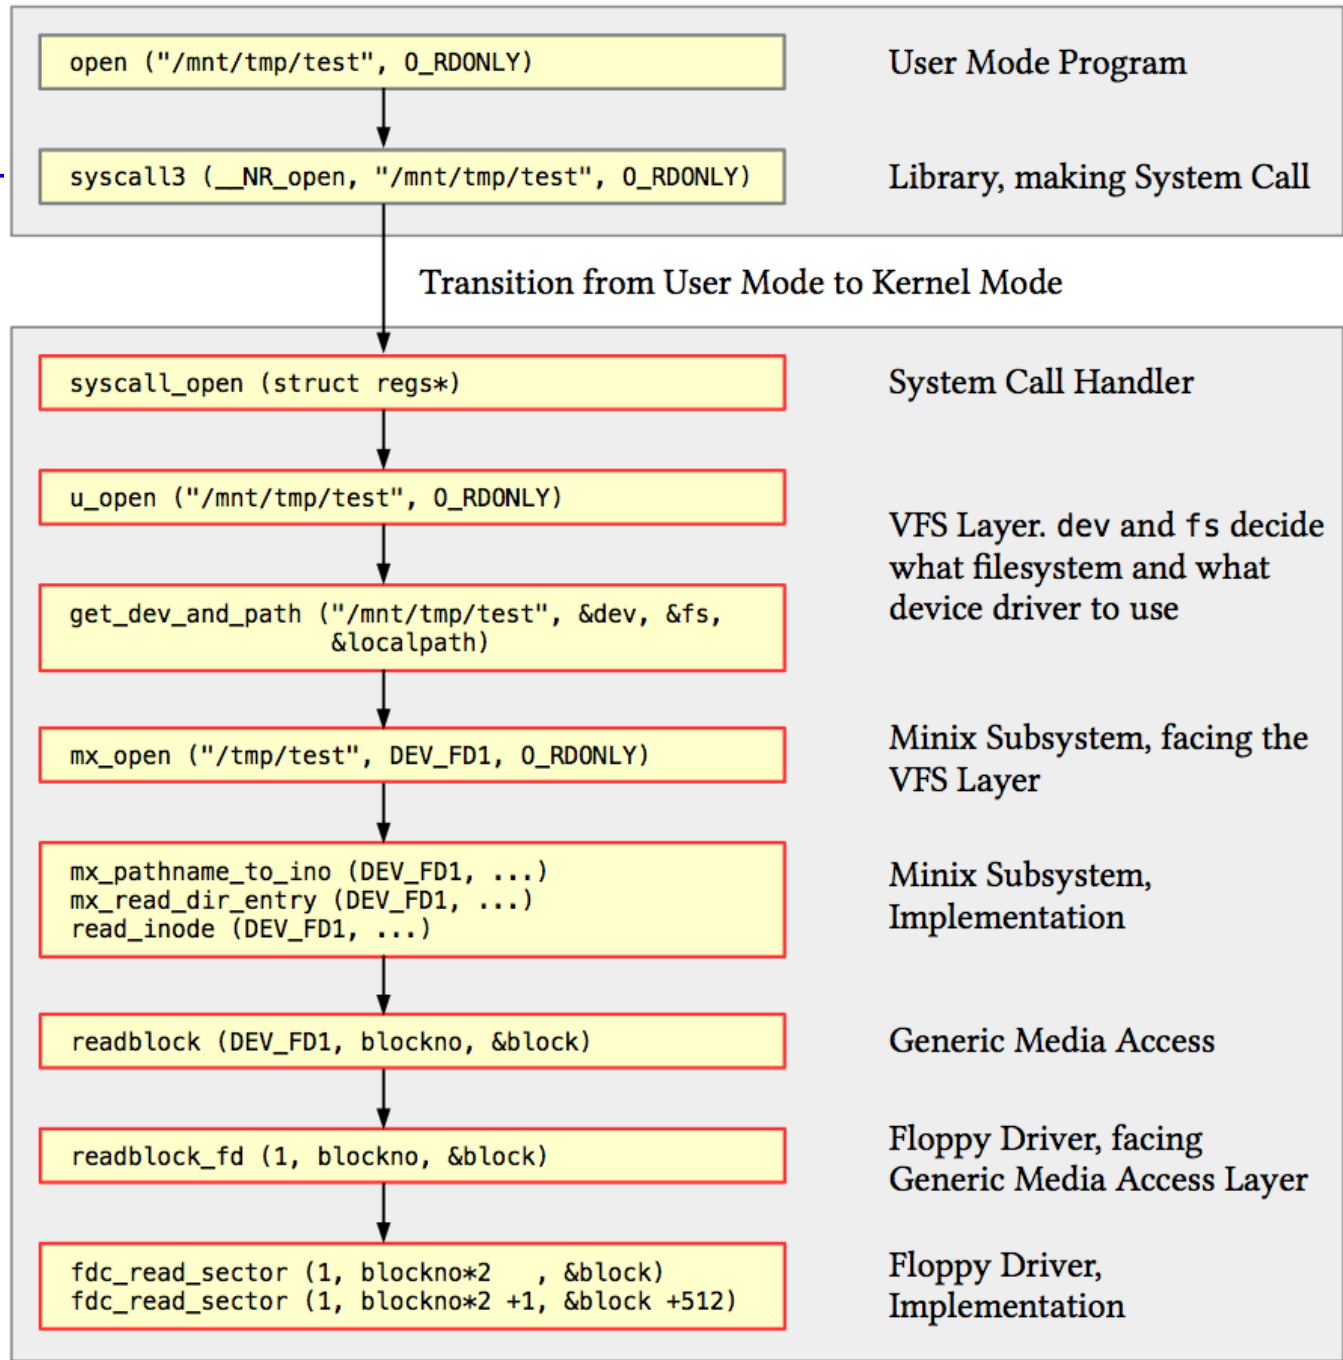 open ("/mnt/tmp/test", O_RDONLY)
User Mode Program
syscall3 (__NR_open, "/mnt/tmp/test", O_RDONLY)
Library, making System Call
Transition from User Mode to Kernel Mode
syscall_open (struct regs*)
System Call Handler
u_open ("/mnt/tmp/test", O_RDONLY)
VFS Layer. dev and fs decide
what filesystem and what
device driver to use
get_dev_and_path ("/mnt/tmp/test", &dev, &fs,
&localpath)
mx_open ("/tmp/test", DEV_FD1, O_RDONLY)
Minix Subsystem, facing the
VFS Layer
mx_pathname_to_ino (DEV_FD1, ...)
mx_read_dir_entry (DEV_FD1, ...)
read_inode (DEV_FD1, ...)
Minix Subsystem,
Implementation
readblock (DEV_FD1, blockno, &block)
Generic Media Access
readblock_fd (1, blockno, &block)
Floppy Driver, facing
Generic Media Access Layer
fdc_read_sector (1, blockno*2   , &block)
fdc_read_sector (1, blockno*2 +1, &block +512)
Floppy Driver,
Implementation